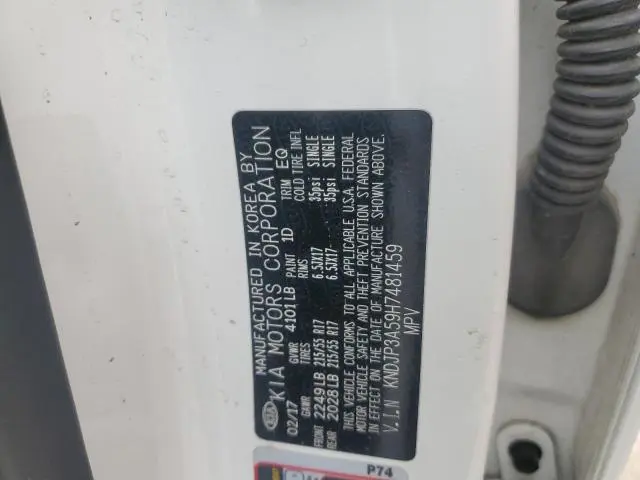 KIA
MANUFACTURED IN KOREA BY
KIA MOTORS CORPORATION
02/17 GVWR 4101LB PAINT 1D TRIM EQ
GAWR TIRES RIMS COLD TIRE INFL
FRONT 2249LB 215/55 R17 6.5JX17 35psi SINGLE
REAR 2028LB 215/55 R17 6.5JX17 35psi SINGLE
THIS VEHICLE CONFORMS TO ALL APPLICABLE U.S.A. FEDERAL
MOTOR VEHICLE SAFETY AND THEFT PREVENTION STANDARDS
IN EFFECT ON THE DATE OF MANUFACTURE SHOWN ABOVE.
V.I.N KNDJP3A59H7481459
MPV
P74